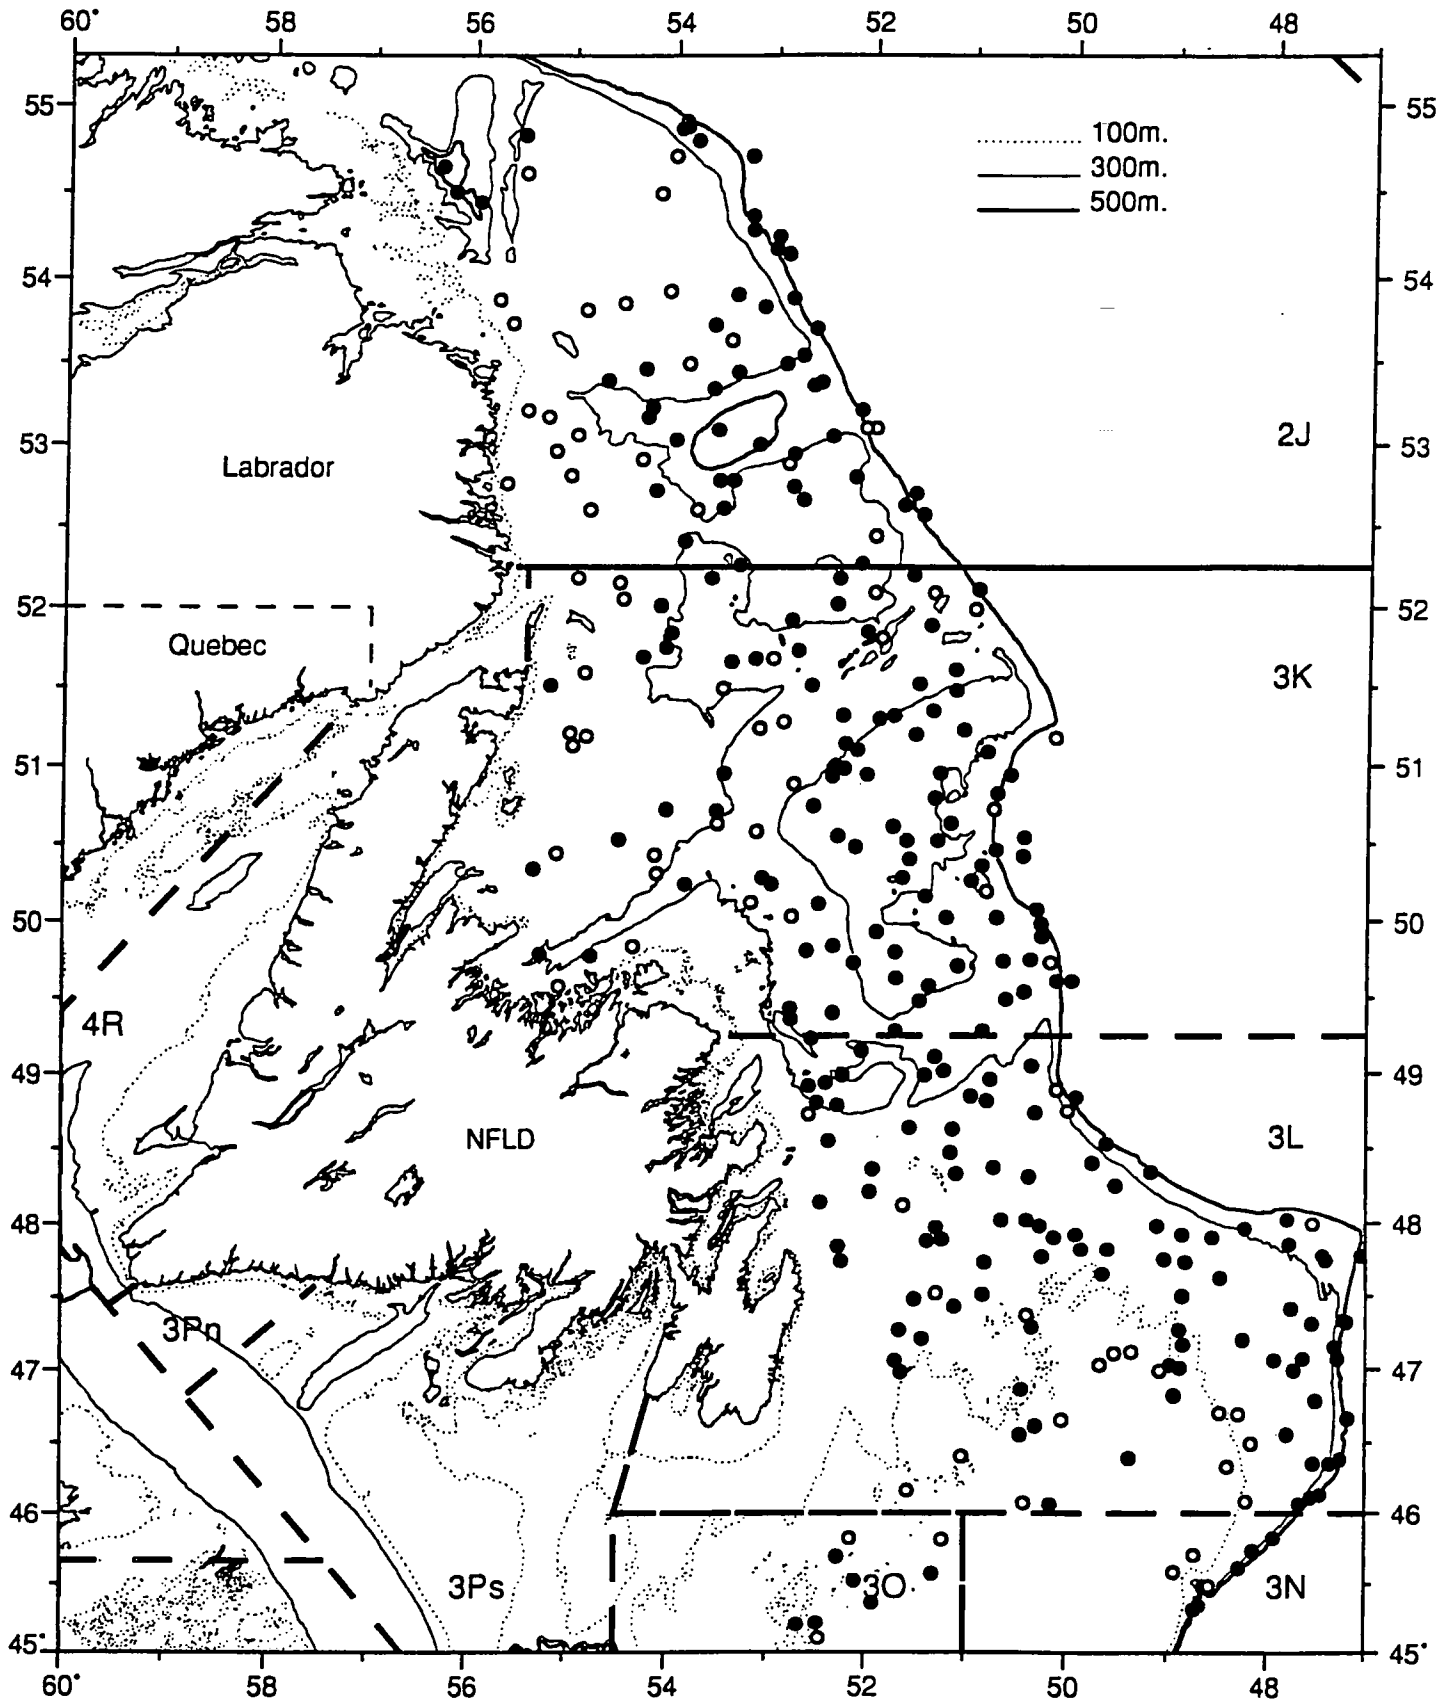 60° 58 56 54 52 50 48
55 55
100m.
300m.
500m.
54 54
53 2J 53
Labrador
52 52
Quebec
3K
51 51
50 50
4R
49 49
NFLD 3L
48 48
3Pn
47 47
46 46
3Ps 3O 3N
45° 45°
60° 58 56 54 52 50 48